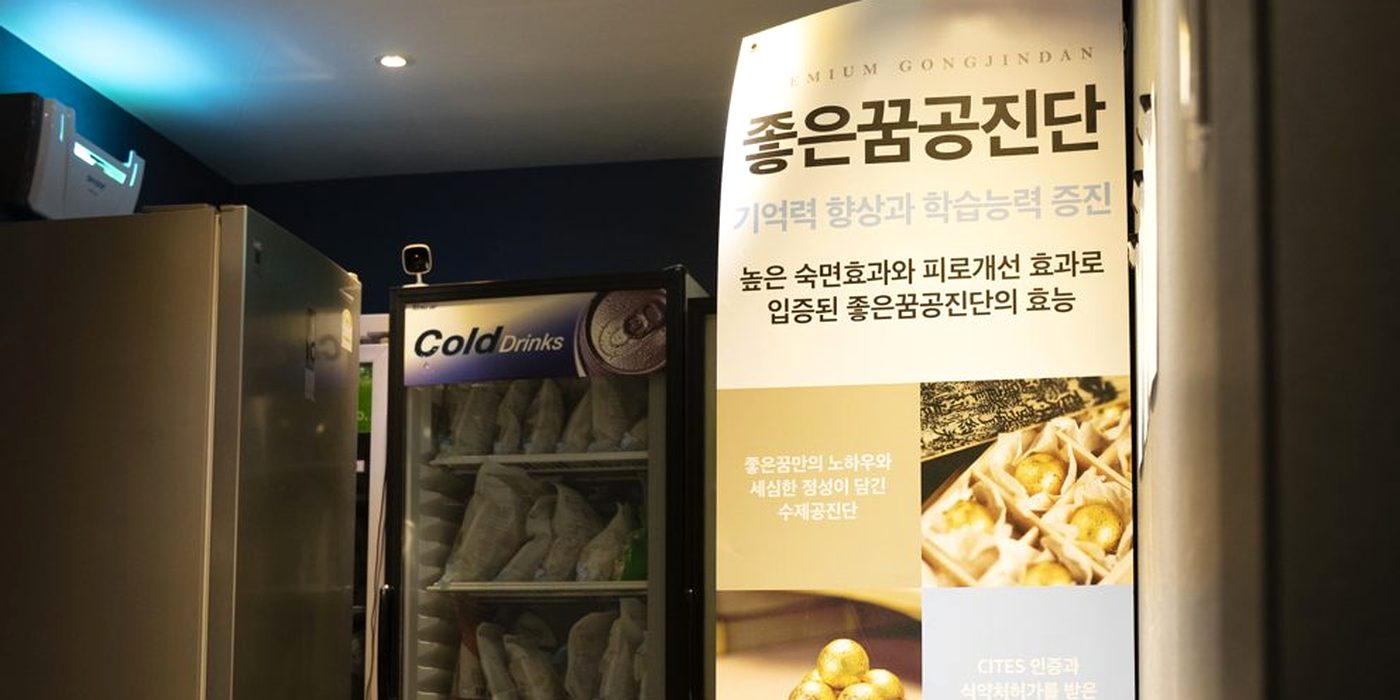 GONGJINDAN
좋은꿈공진단
기억력 향상과 학습능력 증진
높은 숙면효과와 피로개선 효과로
입증된 좋은꿈공진단의 효능
Cold Drinks
좋은꿈만의 노하우와
세심한 정성이 담긴
수제공진단
CITES 인증과
식약처허가를 받은